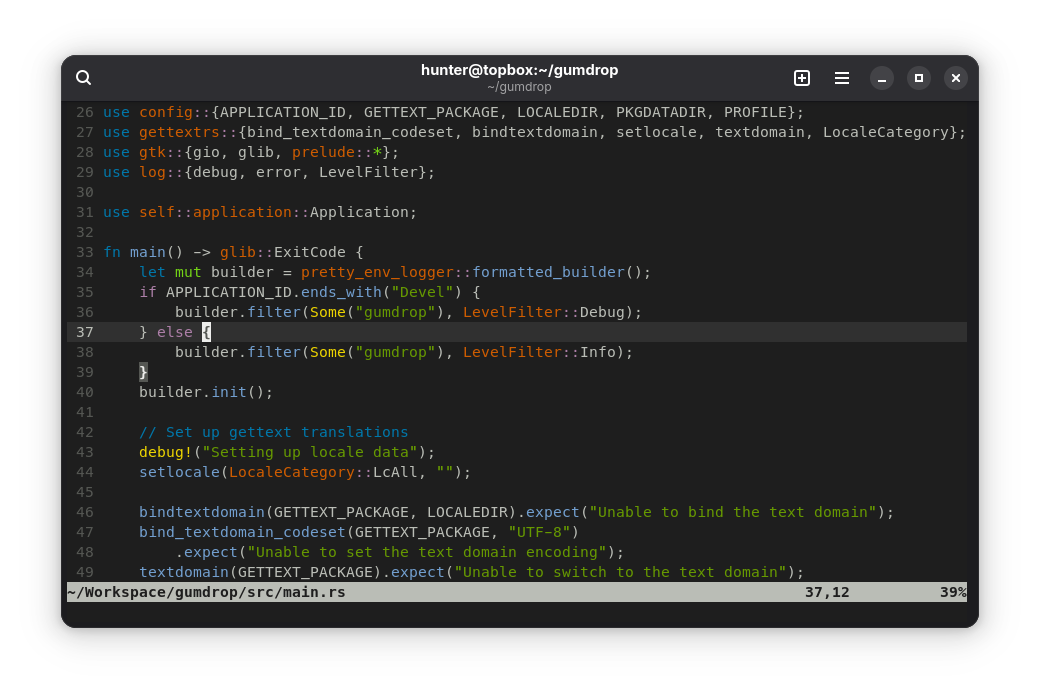 hunter@topbox:~/gumdrop
~/gumdrop
26 use config::{APPLICATION_ID, GETTEXT_PACKAGE, LOCALEDIR, PKGDATADIR, PROFILE};
27 use gettextrs::{bind_textdomain_codeset, bindtextdomain, setlocale, textdomain, LocaleCategory};
28 use gtk::{gio, glib, prelude::*};
29 use log::{debug, error, LevelFilter};
30
31 use self::application::Application;
32
33 fn main() -> glib::ExitCode {
34     let mut builder = pretty_env_logger::formatted_builder();
35     if APPLICATION_ID.ends_with("Devel") {
36         builder.filter(Some("gumdrop"), LevelFilter::Debug);
37     } else {
38         builder.filter(Some("gumdrop"), LevelFilter::Info);
39     }
40     builder.init();
41
42     // Set up gettext translations
43     debug!("Setting up locale data");
44     setlocale(LocaleCategory::LcAll, "");
45
46     bindtextdomain(GETTEXT_PACKAGE, LOCALEDIR).expect("Unable to bind the text domain");
47     bind_textdomain_codeset(GETTEXT_PACKAGE, "UTF-8")
48         .expect("Unable to set the text domain encoding");
49     textdomain(GETTEXT_PACKAGE).expect("Unable to switch to the text domain");
~/Workspace/gumdrop/src/main.rs 37,12 39%